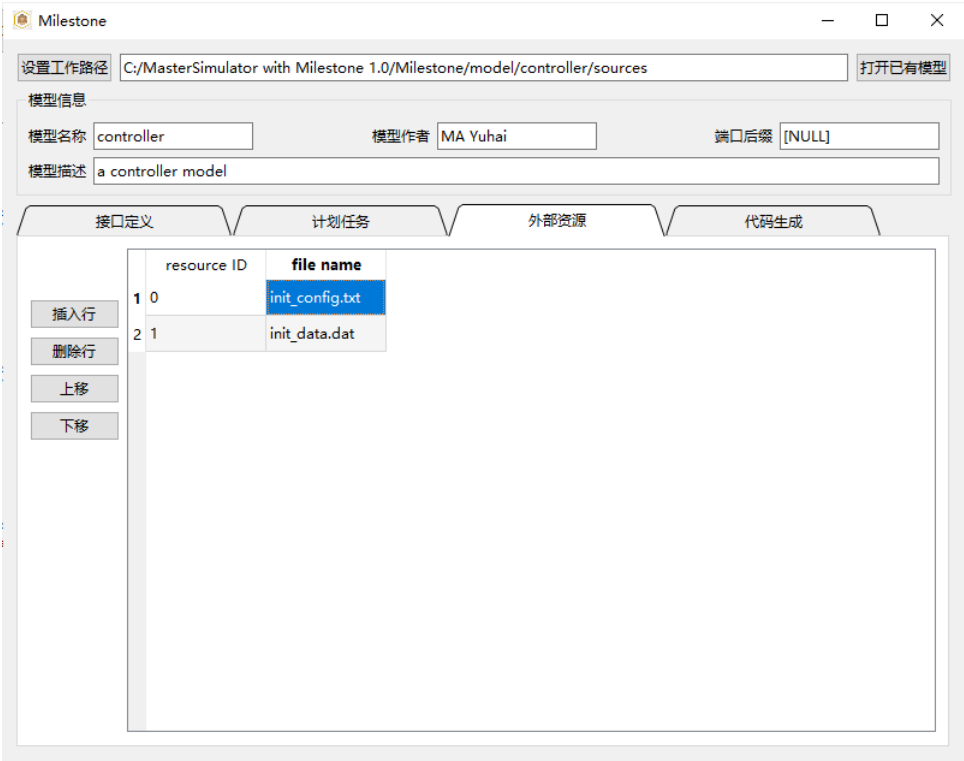 Milestone
设置工作路径 C:/MasterSimulator with Milestone 1.0/Milestone/model/controller/sources 打开已有模型
模型信息
模型名称 controller 模型作者 MA Yuhai 端口后缀 [NULL]
模型描述 a controller model
接口定义 计划任务 外部资源 代码生成
resource ID file name
1 0 init_config.txt
2 1 init_data.dat
插入行
删除行
上移
下移